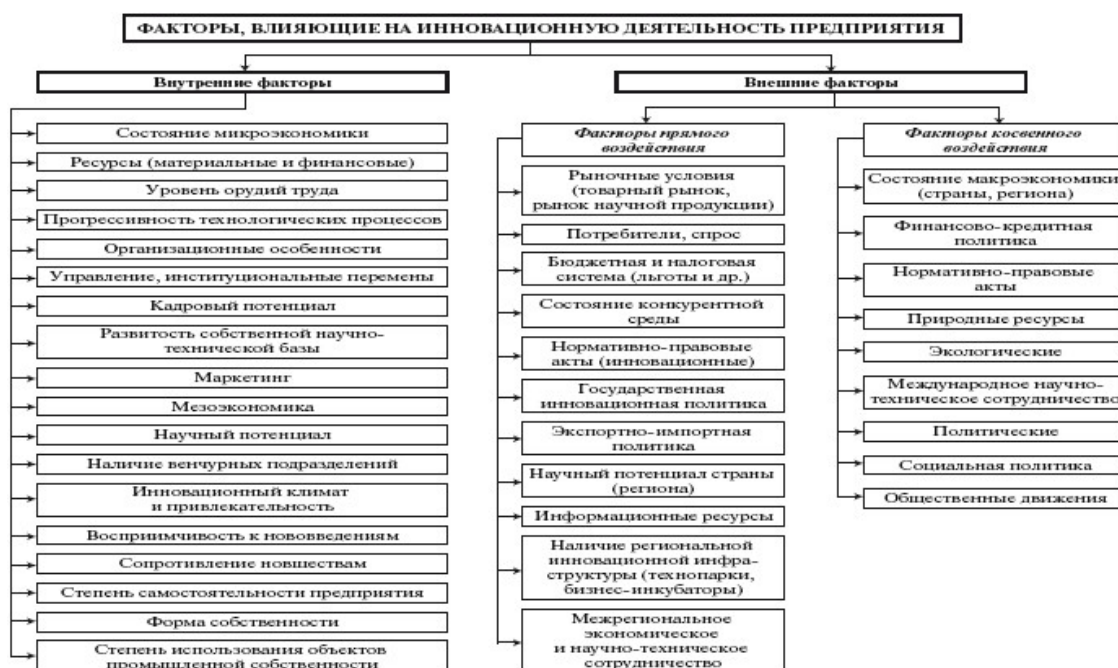 ФАКТОРЫ, ВЛИЯЮЩИЕ НА ИННОВАЦИОННУЮ ДЕЯТЕЛЬНОСТЬ ПРЕДПРИЯТИЯ
Внутренние факторы
Состояние микроэкономики
Ресурсы (материальные и финансовые)
Уровень орудий труда
Прогрессивность технологических процессов
Организационные особенности
Управление, институциональные перемены
Кадровый потенциал
Развитость собственной научно-
технической базы
Маркетинг
Мезоэкономика
Научный потенциал
Наличие венчурных подразделений
Инновационный климат
и привлекательность
Восприимчивость к нововведениям
Сопротивление новшествам
Степень самостоятельности предприятия
Форма собственности
Степень использования объектов
промышленной собственности
Внешние факторы
Факторы прямого
воздействия
Рыночные условия
(товарный рынок,
рынок научной продукции)
Потребители, спрос
Бюджетная и налоговая
система (льготы и др.)
Состояние конкурентной
среды
Нормативно-правовые
акты (инновационные)
Государственная
инновационная политика
Экспортно-импортная
политика
Научный потенциал страны
(региона)
Информационные ресурсы
Наличие региональной
инновационной инфра-
структуры (технопарки,
бизнес-инкубаторы)
Межрегиональное
экономическое
и научно-техническое
сотрудничество
Факторы косвенного
воздействия
Состояние макроэкономики
(страны, региона)
Финансово-кредитная
политика
Нормативно-правовые
акты
Природные ресурсы
Экологические
Международное научно-
техническое сотрудничество
Политические
Социальная политика
Общественные движения